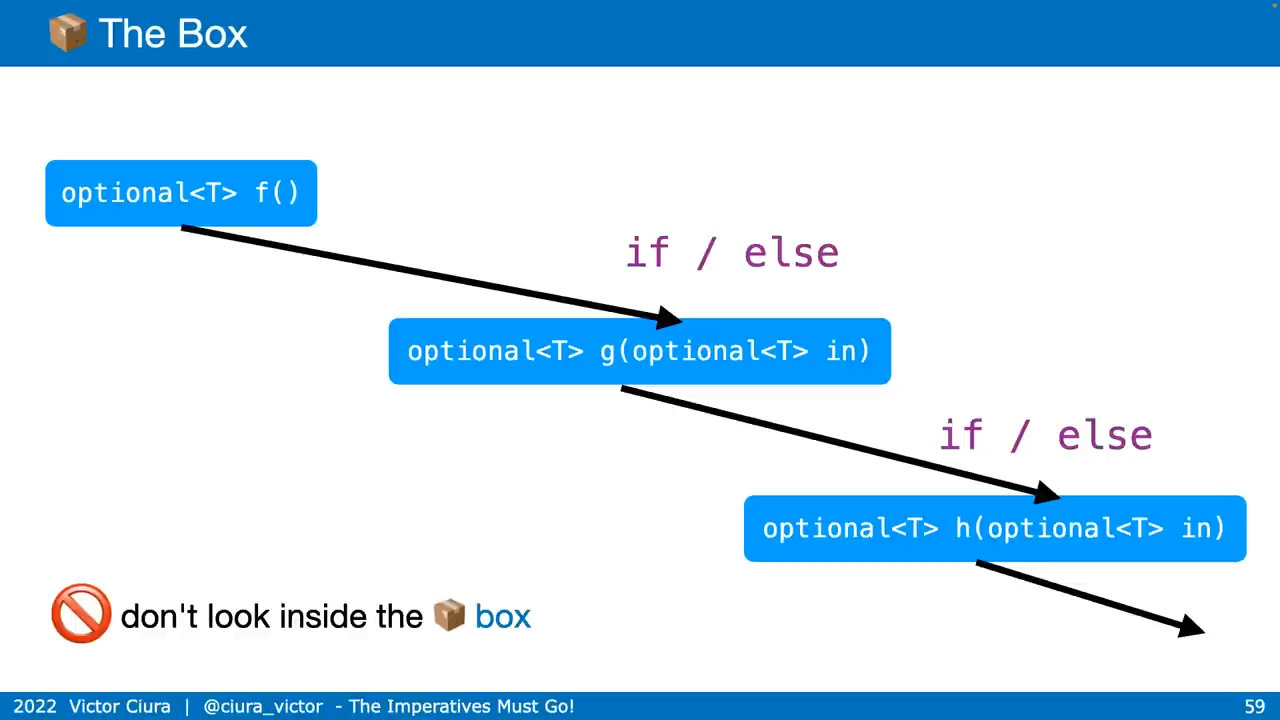 The Box
optional<T> f()
if / else
optional<T> g(optional<T> in)
if / else
optional<T> h(optional<T> in)
don't look inside the box
2022 Victor Ciura | @ciura_victor - The Imperatives Must Go!
59